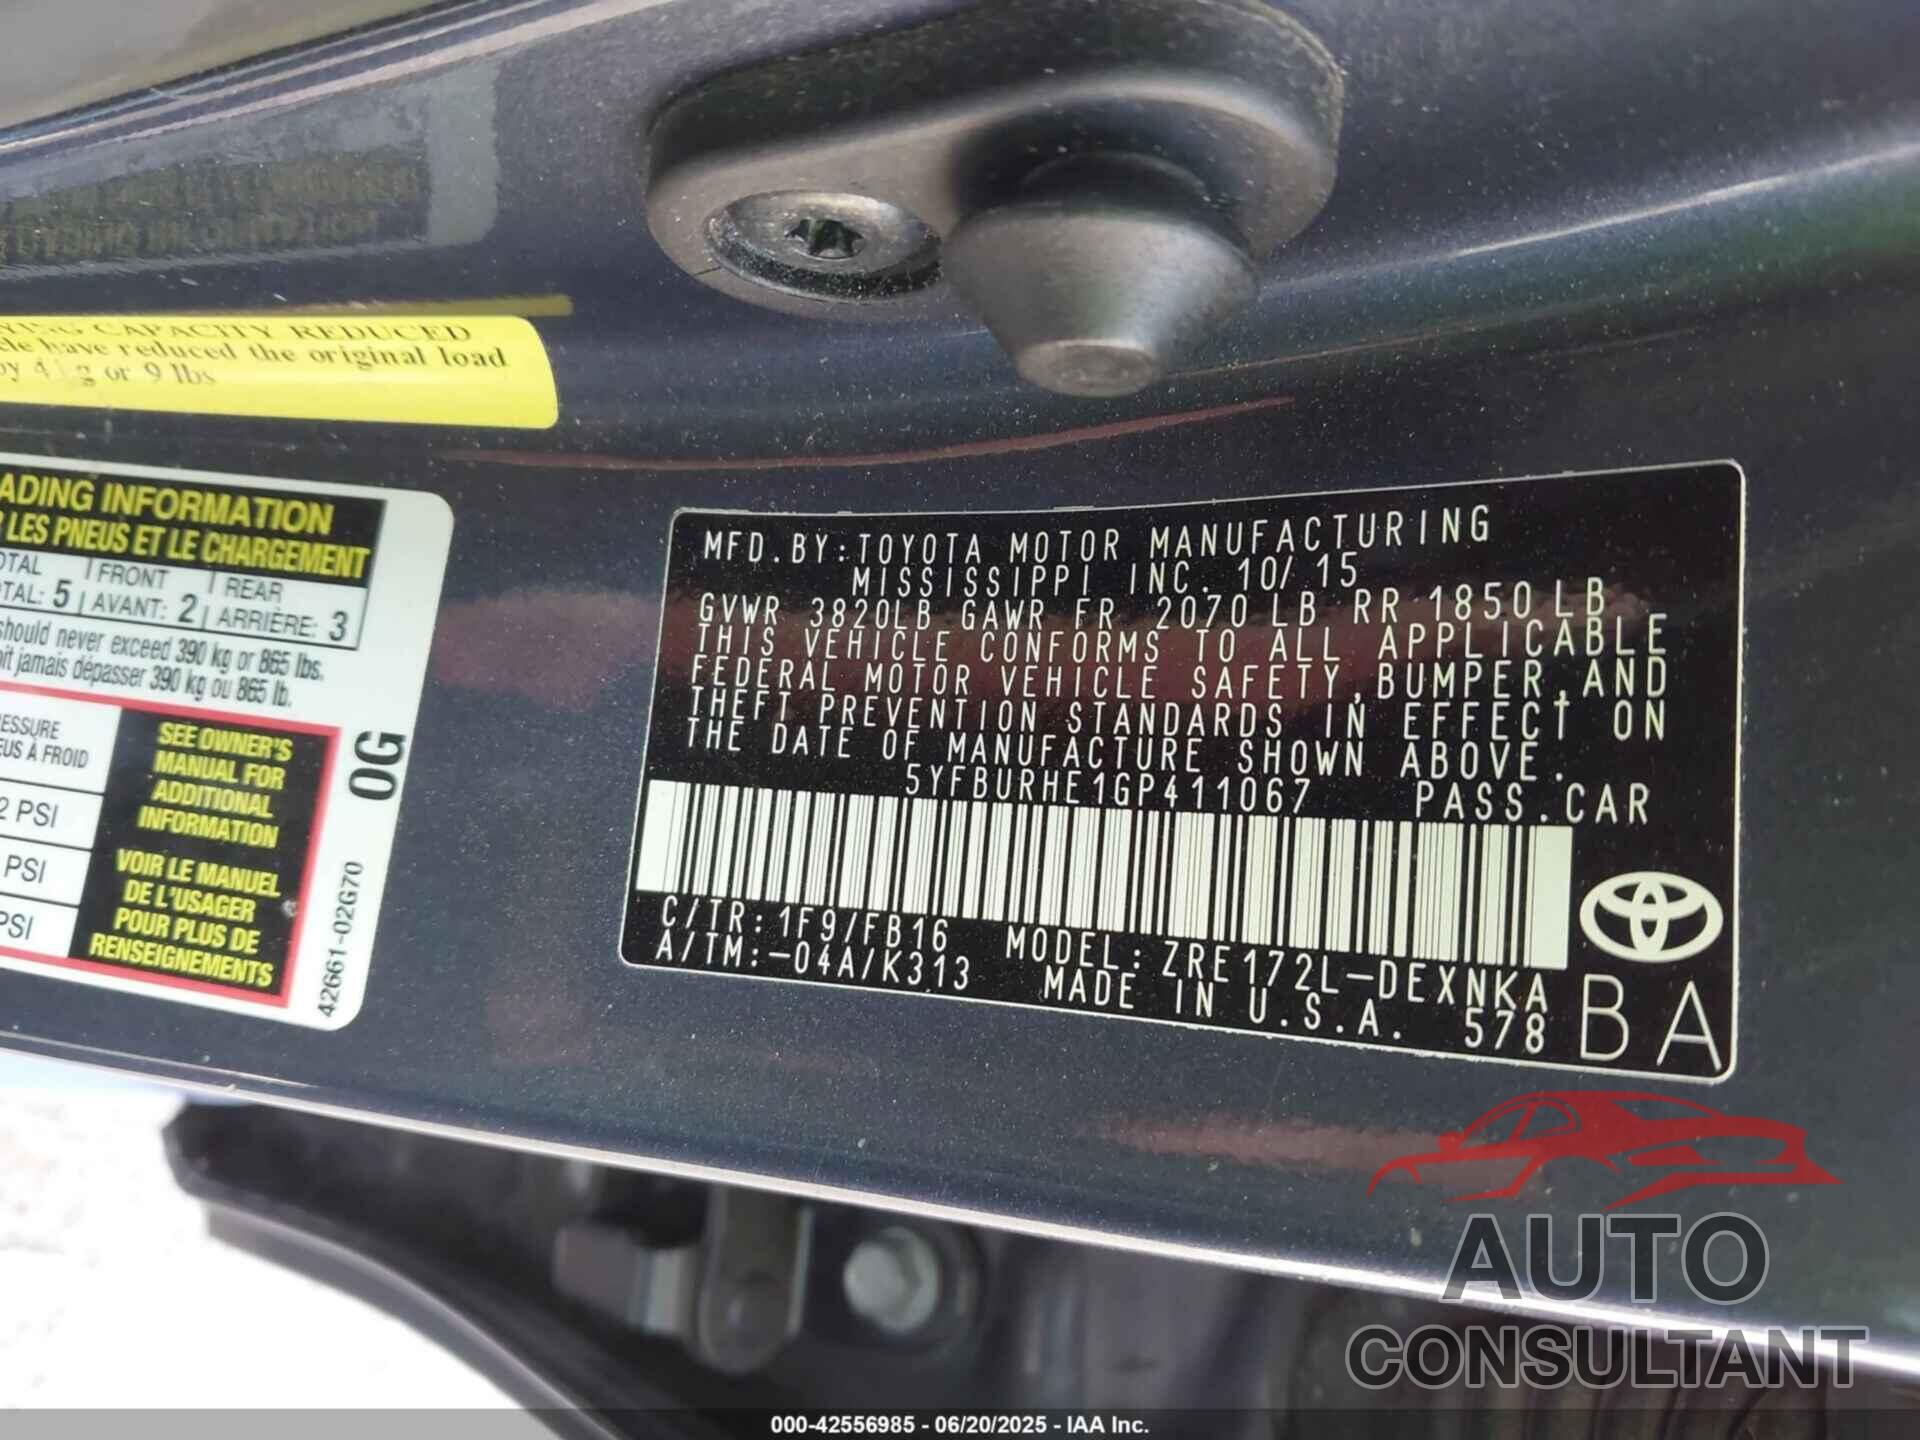 CAPACITY REDUCED
have reduced the original load
or 9 lbs
ADING INFORMATION
LES PNEUS ET LE CHARGEMENT
FRONT REAR
5 AVANT: 2 ARRIÈRE: 3
should never exceed 390 kg or 865 lbs.
jamais dépasser 390 kg ou 865 lb.
À FROID
PSI
PSI
PSI
SEE OWNER'S
MANUAL FOR
ADDITIONAL
INFORMATION
VOIR LE MANUEL
DE L'USAGER
POUR PLUS DE
RENSEIGNEMENTS
0G
42661-02G70
MFD.BY:TOYOTA MOTOR MANUFACTURING
MISSISSIPPI INC. 10/15
GVWR 3820LB GAWR FR 2070LB RR 1850LB
THIS VEHICLE CONFORMS TO ALL APPLICABLE
FEDERAL MOTOR VEHICLE SAFETY,BUMPER,AND
THEFT PREVENTION STANDARDS IN EFFECT ON
THE DATE OF MANUFACTURE SHOWN ABOVE.
5YFBURHE1GP411067 PASS.CAR
C/TR:1F9/FB16 MODEL:ZRE172L-DEXNKA
A/TM:-04A/K313 MADE IN U.S.A. 578
BA
AUTO
CONSULTANT
000-42556985 - 06/20/2025 - IAA Inc.